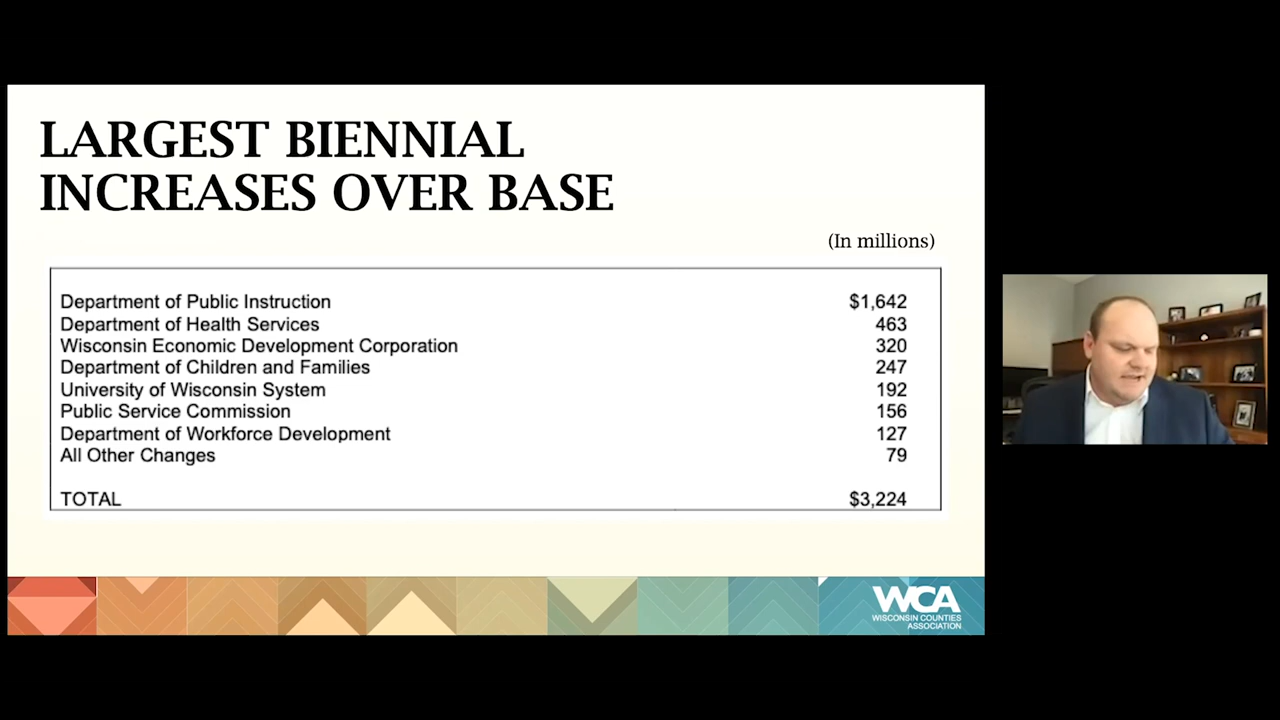 LARGEST BIENNIAL
INCREASES OVER BASE
(In millions)
Department of Public Instruction $1,642
Department of Health Services 463
Wisconsin Economic Development Corporation 320
Department of Children and Families 247
University of Wisconsin System 192
Public Service Commission 156
Department of Workforce Development 127
All Other Changes 79
TOTAL $3,224
WCA
WISCONSIN COUNTIES
ASSOCIATION